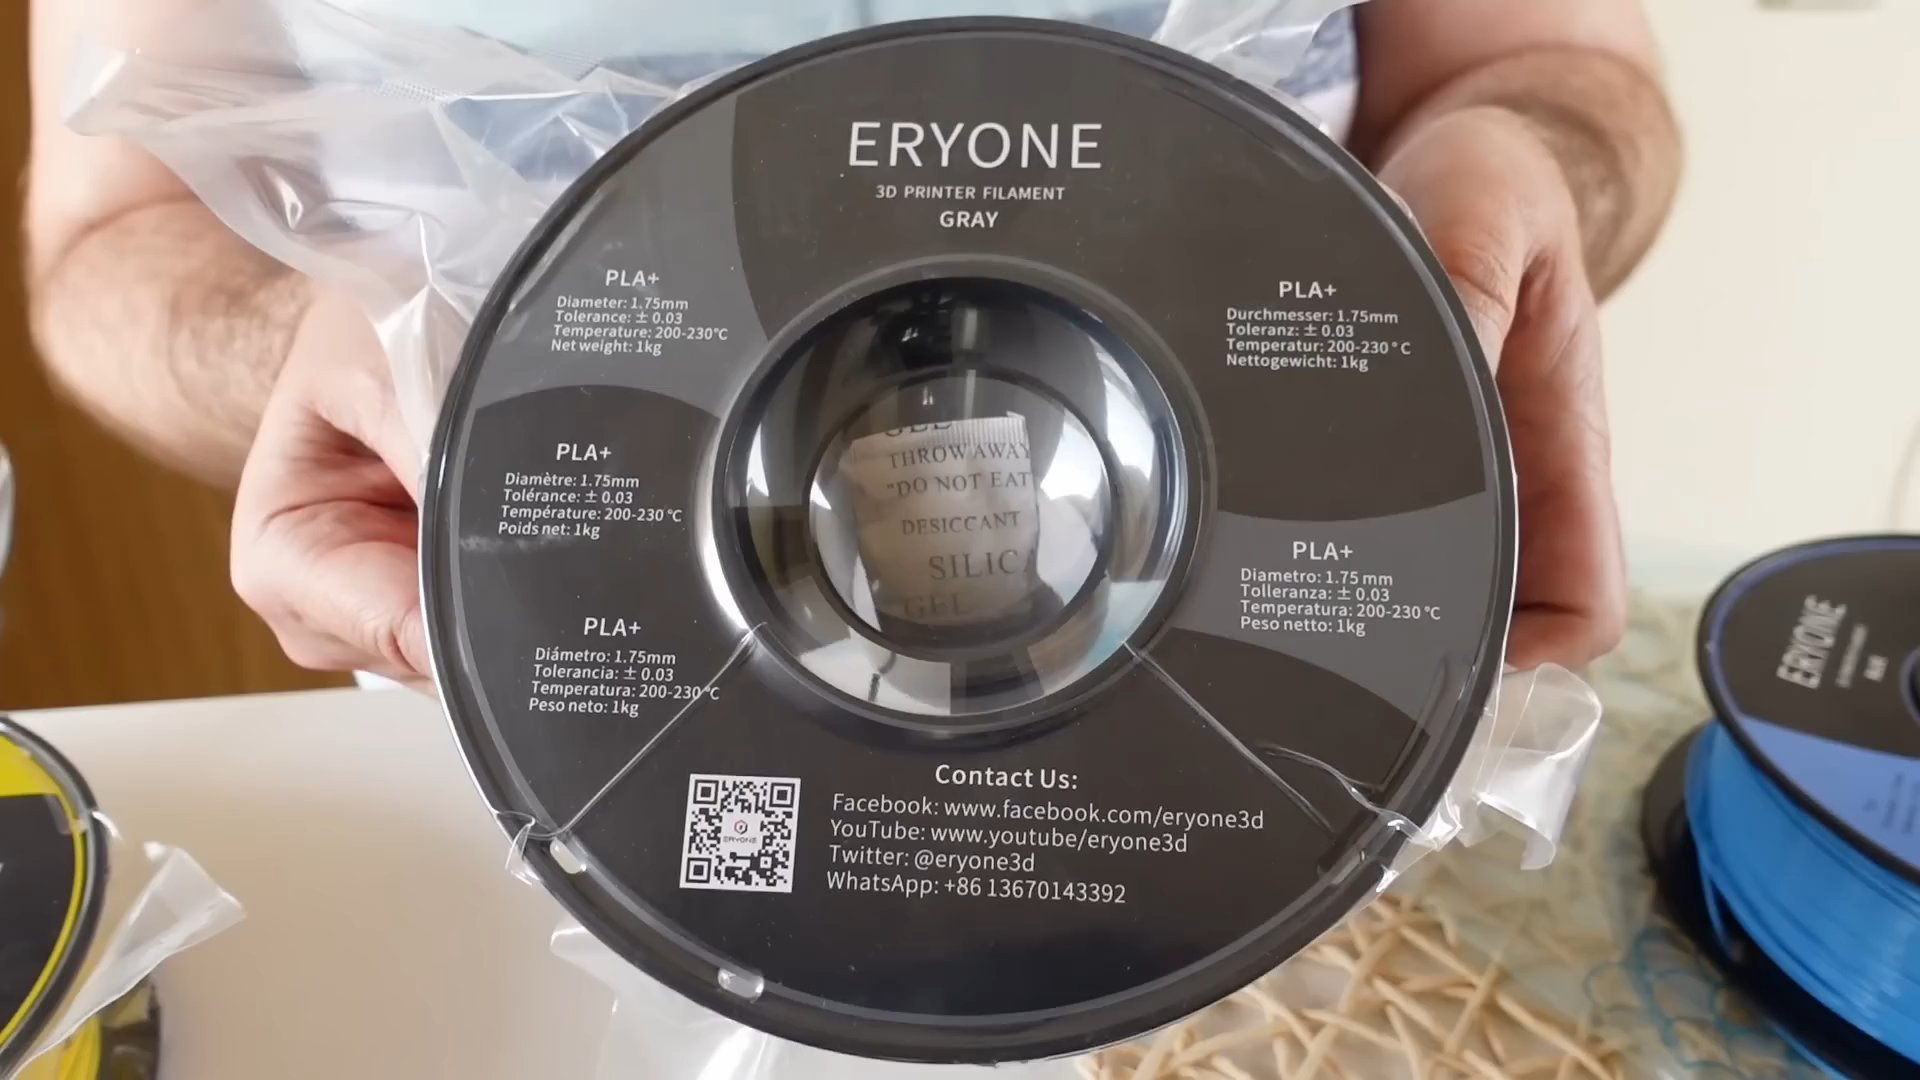 ERYONE
3D PRINTER FILAMENT
GRAY
PLA+
Diameter: 1.75mm
Tolerance: ± 0.03
Temperature: 200-230℃
Net weight: 1kg
PLA+
Durchmesser: 1.75mm
Toleranz: ± 0.03
Temperatur: 200-230°C
Nettogewicht: 1kg
PLA+
Diamètre: 1.75mm
Tolérance: ± 0.03
Température: 200-230 ℃
Poids net: 1kg
PLA+
Diametro: 1.75 mm
Tolleranza: ± 0.03
Temperatura: 200-230℃
Peso netto: 1kg
PLA+
Diámetro: 1.75mm
Tolerancia: ± 0.03
Temperatura: 200-230℃
Peso neto: 1kg
GEL
THROW AWAY
"DO NOT EAT
DESICCANT
SILICA
GEL
Contact Us:
Facebook: www.facebook.com/eryone3d
YouTube: www.youtube/eryone3d
Twitter: @eryone3d
WhatsApp: +86 13670143392
ERYONE
ERYONE